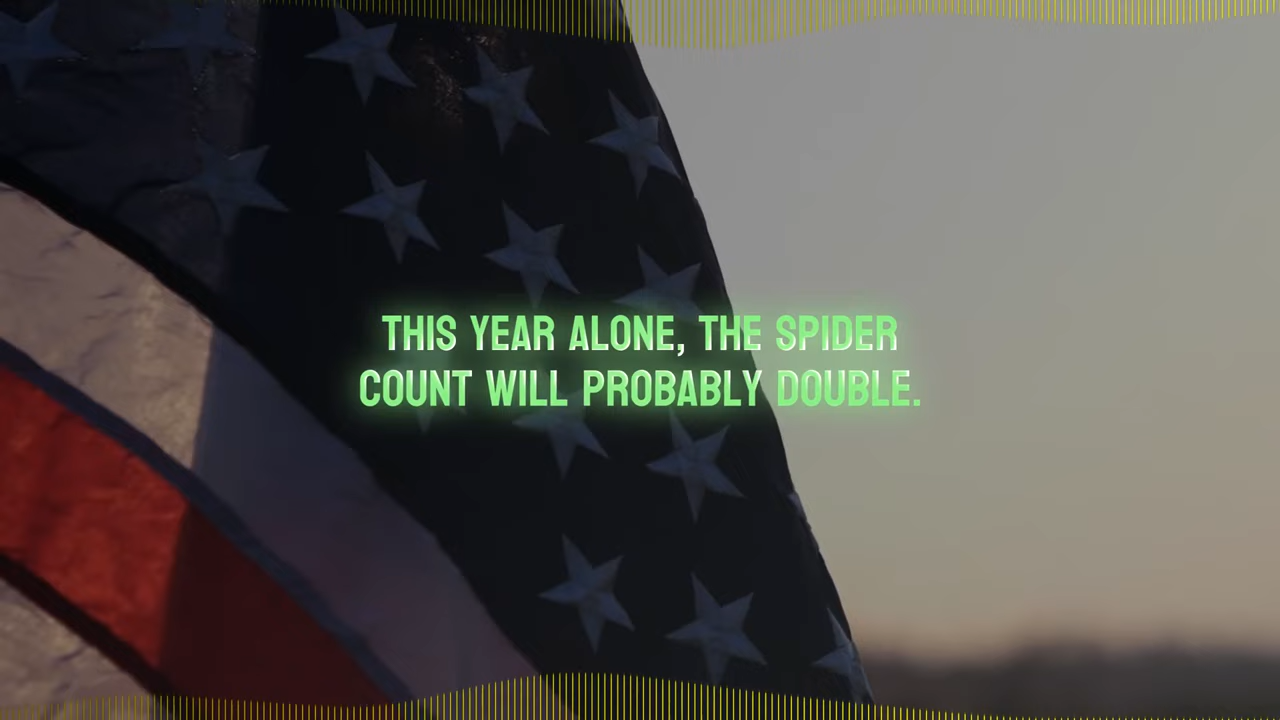 THIS YEAR ALONE, THE SPIDER
COUNT WILL PROBABLY DOUBLE.